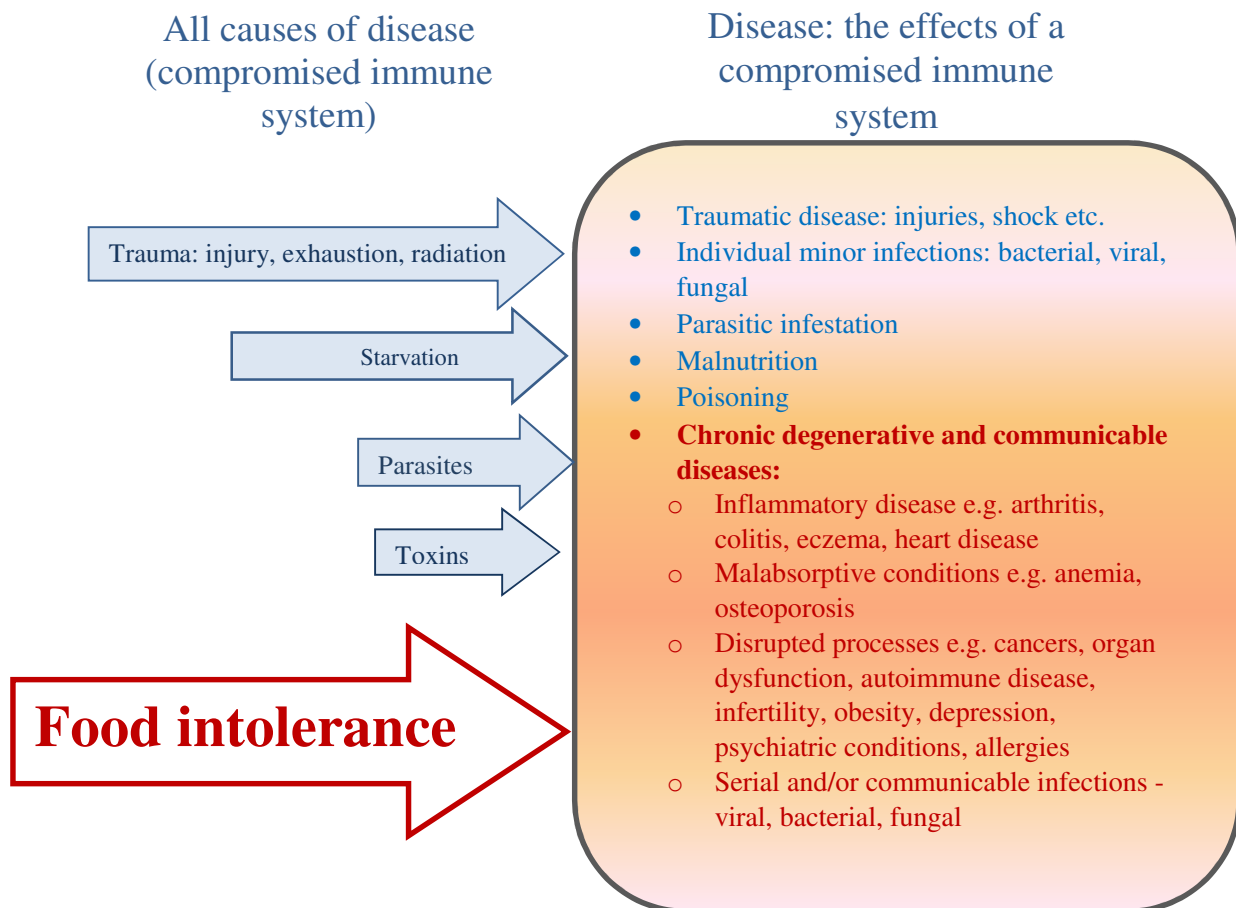 All causes of disease
(compromised immune
system)
Disease: the effects of a
compromised immune
system
Trauma: injury, exhaustion, radiation
Starvation
Parasites
Toxins
Food intolerance
• Traumatic disease: injuries, shock etc.
• Individual minor infections: bacterial, viral,
fungal
• Parasitic infestation
• Malnutrition
• Poisoning
• Chronic degenerative and communicable
diseases:
o Inflammatory disease e.g. arthritis,
colitis, eczema, heart disease
o Malabsorptive conditions e.g. anemia,
osteoporosis
o Disrupted processes e.g. cancers, organ
dysfunction, autoimmune disease,
infertility, obesity, depression,
psychiatric conditions, allergies
o Serial and/or communicable infections -
viral, bacterial, fungal